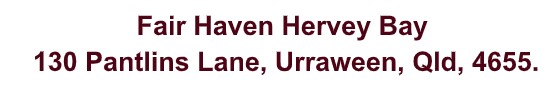 Fair Haven Hervey Bay
130 Pantlins Lane, Urraween, Qld, 4655.